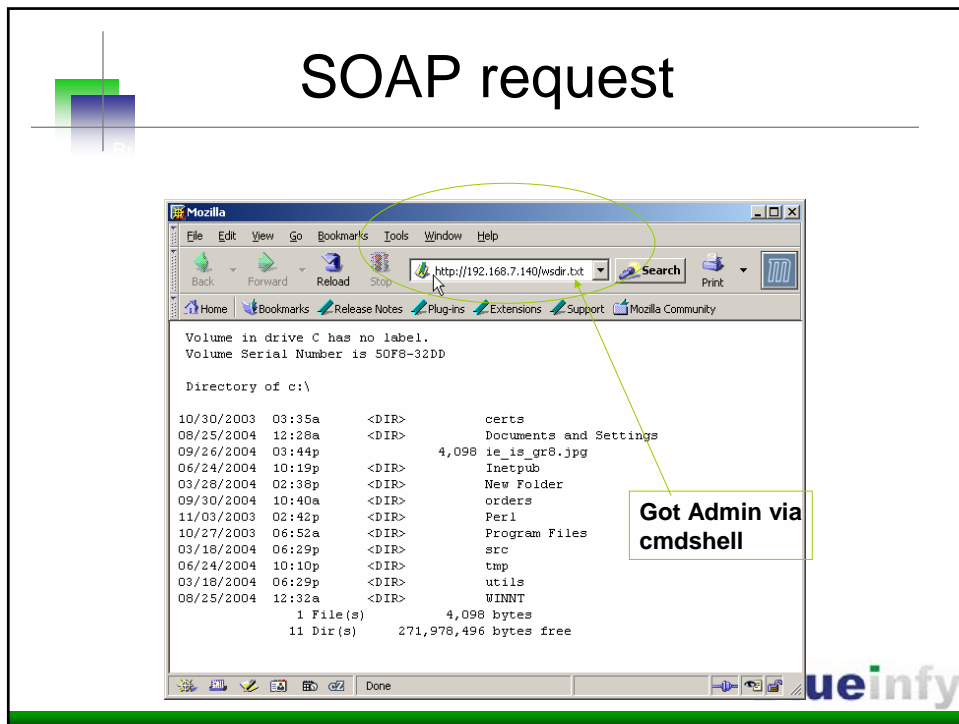 SOAP request
Mozilla
File Edit View Go Bookmarks Tools Window Help
Back Forward Reload Stop http://192.168.7.140/wsdir.txt Search Print
Home Bookmarks Release Notes Plug-ins Extensions Support Mozilla Community
Volume in drive C has no label.
Volume Serial Number is 50F8-32DD
Directory of c:\
10/30/2003 03:35a <DIR> certs
08/25/2004 12:28a <DIR> Documents and Settings
09/26/2004 03:44p 4,098 ie_is_gr8.jpg
06/24/2004 10:19p <DIR> Inetpub
03/28/2004 02:38p <DIR> New Folder
09/30/2004 10:40a <DIR> orders
11/03/2003 02:42p <DIR> Perl
10/27/2003 06:52a <DIR> Program Files
03/18/2004 06:29p <DIR> src
06/24/2004 10:10p <DIR> tmp
03/18/2004 06:29p <DIR> utils
08/25/2004 12:32a <DIR> WINNT
1 File(s) 4,098 bytes
11 Dir(s) 271,978,496 bytes free
Got Admin via
cmdshell
Done
ueinfy